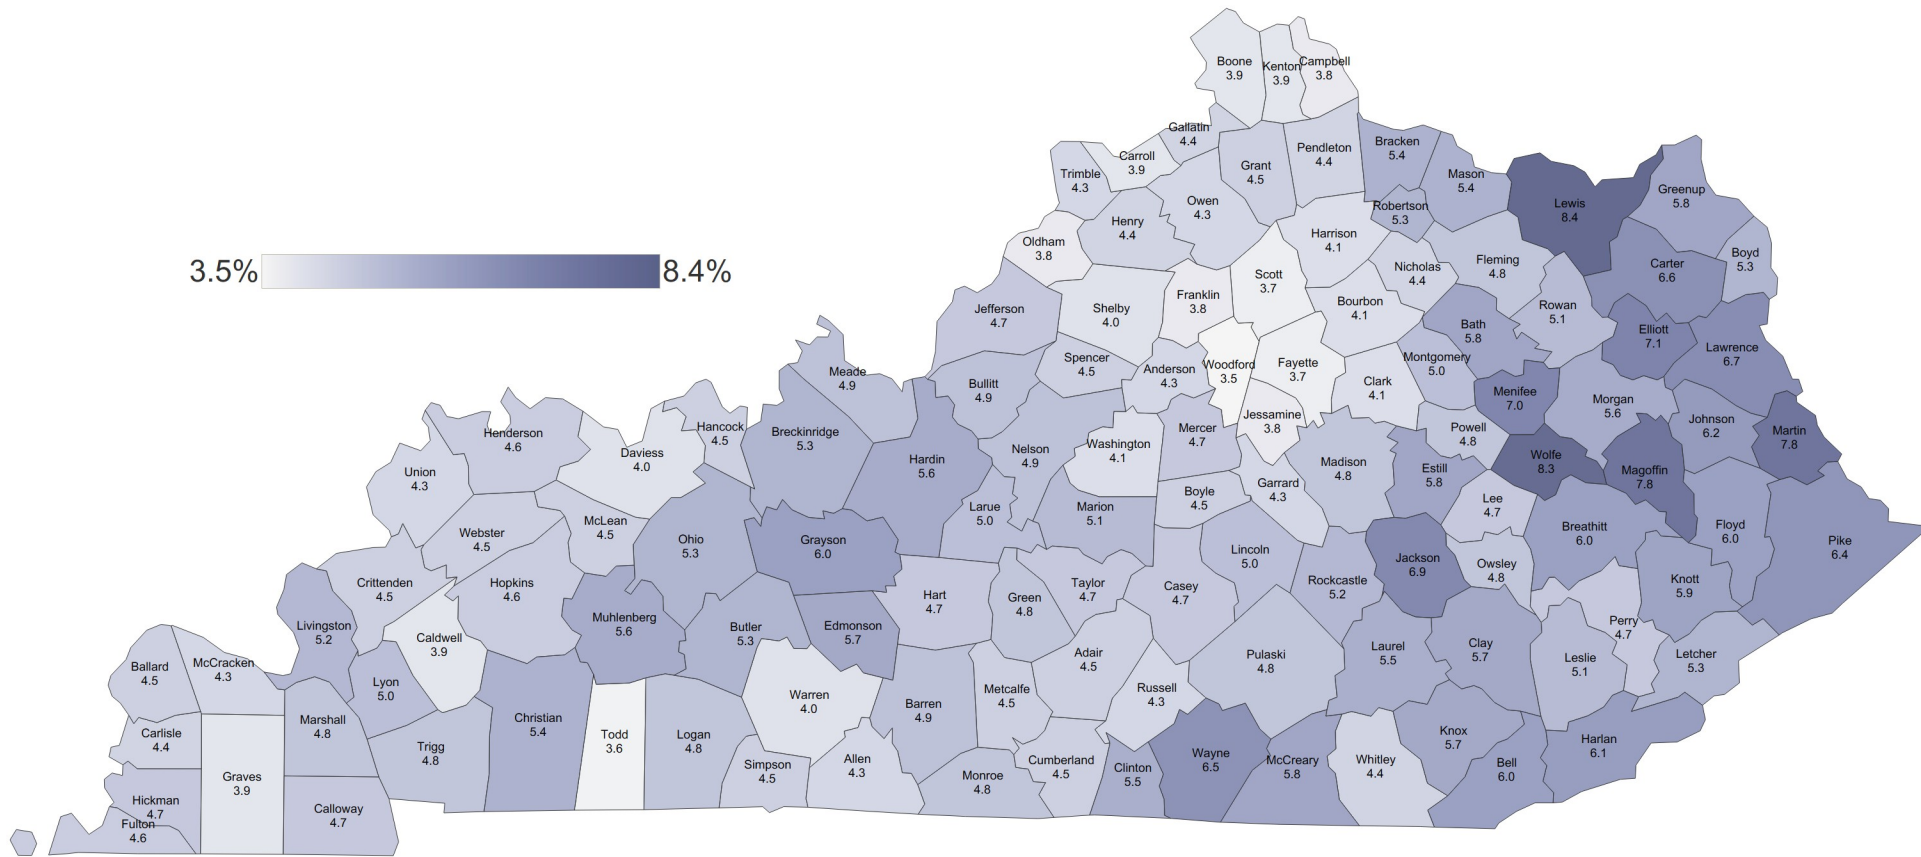 Boone
3.9
Kenton
3.9
Campbell
3.8
Gallatin
4.4
Carroll
3.9
Trimble
4.3
Grant
4.5
Pendleton
4.4
Bracken
5.4
Mason
5.4
Robertson
5.3
Lewis
8.4
Greenup
5.8
Owen
4.3
Henry
4.4
Oldham
3.8
Harrison
4.1
Nicholas
4.4
Fleming
4.8
Carter
6.6
Boyd
5.3
3.5%
8.4%
Jefferson
4.7
Shelby
4.0
Franklin
3.8
Scott
3.7
Bourbon
4.1
Bath
5.8
Rowan
5.1
Elliott
7.1
Lawrence
6.7
Meade
4.9
Bullitt
4.9
Spencer
4.5
Anderson
4.3
Woodford
3.5
Fayette
3.7
Clark
4.1
Montgomery
5.0
Menifee
7.0
Morgan
5.6
Johnson
6.2
Martin
7.8
Henderson
4.6
Daviess
4.0
Hancock
4.5
Breckinridge
5.3
Hardin
5.6
Nelson
4.9
Washington
4.1
Mercer
4.7
Jessamine
3.8
Madison
4.8
Estill
5.8
Powell
4.8
Wolfe
8.3
Magoffin
7.8
Union
4.3
Garrard
4.3
Boyle
4.5
Lee
4.7
Webster
4.5
McLean
4.5
Ohio
5.3
Grayson
6.0
Larue
5.0
Marion
5.1
Lincoln
5.0
Rockcastle
5.2
Jackson
6.9
Owsley
4.8
Breathitt
6.0
Floyd
6.0
Pike
6.4
Crittenden
4.5
Hopkins
4.6
Hart
4.7
Green
4.8
Taylor
4.7
Casey
4.7
Knott
5.9
Livingston
5.2
Caldwell
3.9
Muhlenberg
5.6
Butler
5.3
Edmonson
5.7
Perry
4.7
Ballard
4.5
McCracken
4.3
Lyon
5.0
Adair
4.5
Pulaski
4.8
Laurel
5.5
Clay
5.7
Leslie
5.1
Letcher
5.3
Warren
4.0
Barren
4.9
Metcalfe
4.5
Russell
4.3
Carlisle
4.4
Marshall
4.8
Trigg
4.8
Christian
5.4
Todd
3.6
Logan
4.8
Simpson
4.5
Allen
4.3
Monroe
4.8
Cumberland
4.5
Clinton
5.5
Wayne
6.5
McCreary
5.8
Whitley
4.4
Knox
5.7
Bell
6.0
Harlan
6.1
Graves
3.9
Hickman
4.7
Fulton
4.6
Calloway
4.7